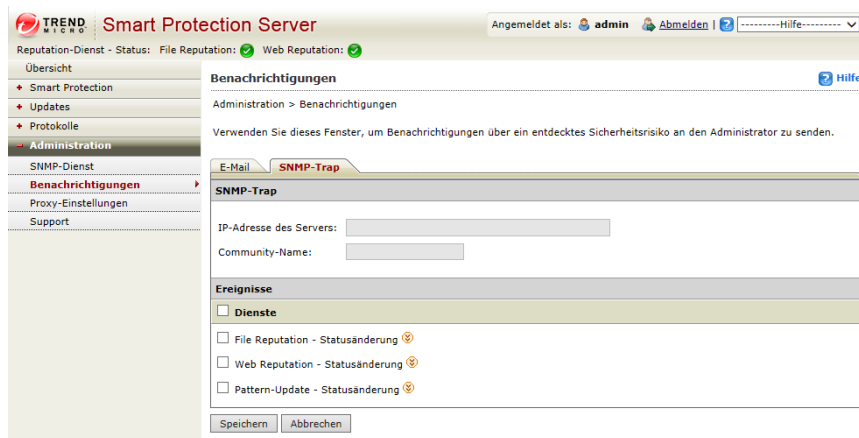 TREND MICRO Smart Protection Server
Angemeldet als: admin Abmelden | ? ---------Hilfe---------
Reputation-Dienst - Status: File Reputation: Web Reputation:
Übersicht
+ Smart Protection
+ Updates
+ Protokolle
− Administration
SNMP-Dienst
Benachrichtigungen
Proxy-Einstellungen
Support
Benachrichtigungen
? Hilfe
Administration > Benachrichtigungen
Verwenden Sie dieses Fenster, um Benachrichtigungen über ein entdecktes Sicherheitsrisiko an den Administrator zu senden.
E-Mail SNMP-Trap
SNMP-Trap
IP-Adresse des Servers:
Community-Name:
Ereignisse
Dienste
File Reputation - Statusänderung
Web Reputation - Statusänderung
Pattern-Update - Statusänderung
Speichern Abbrechen